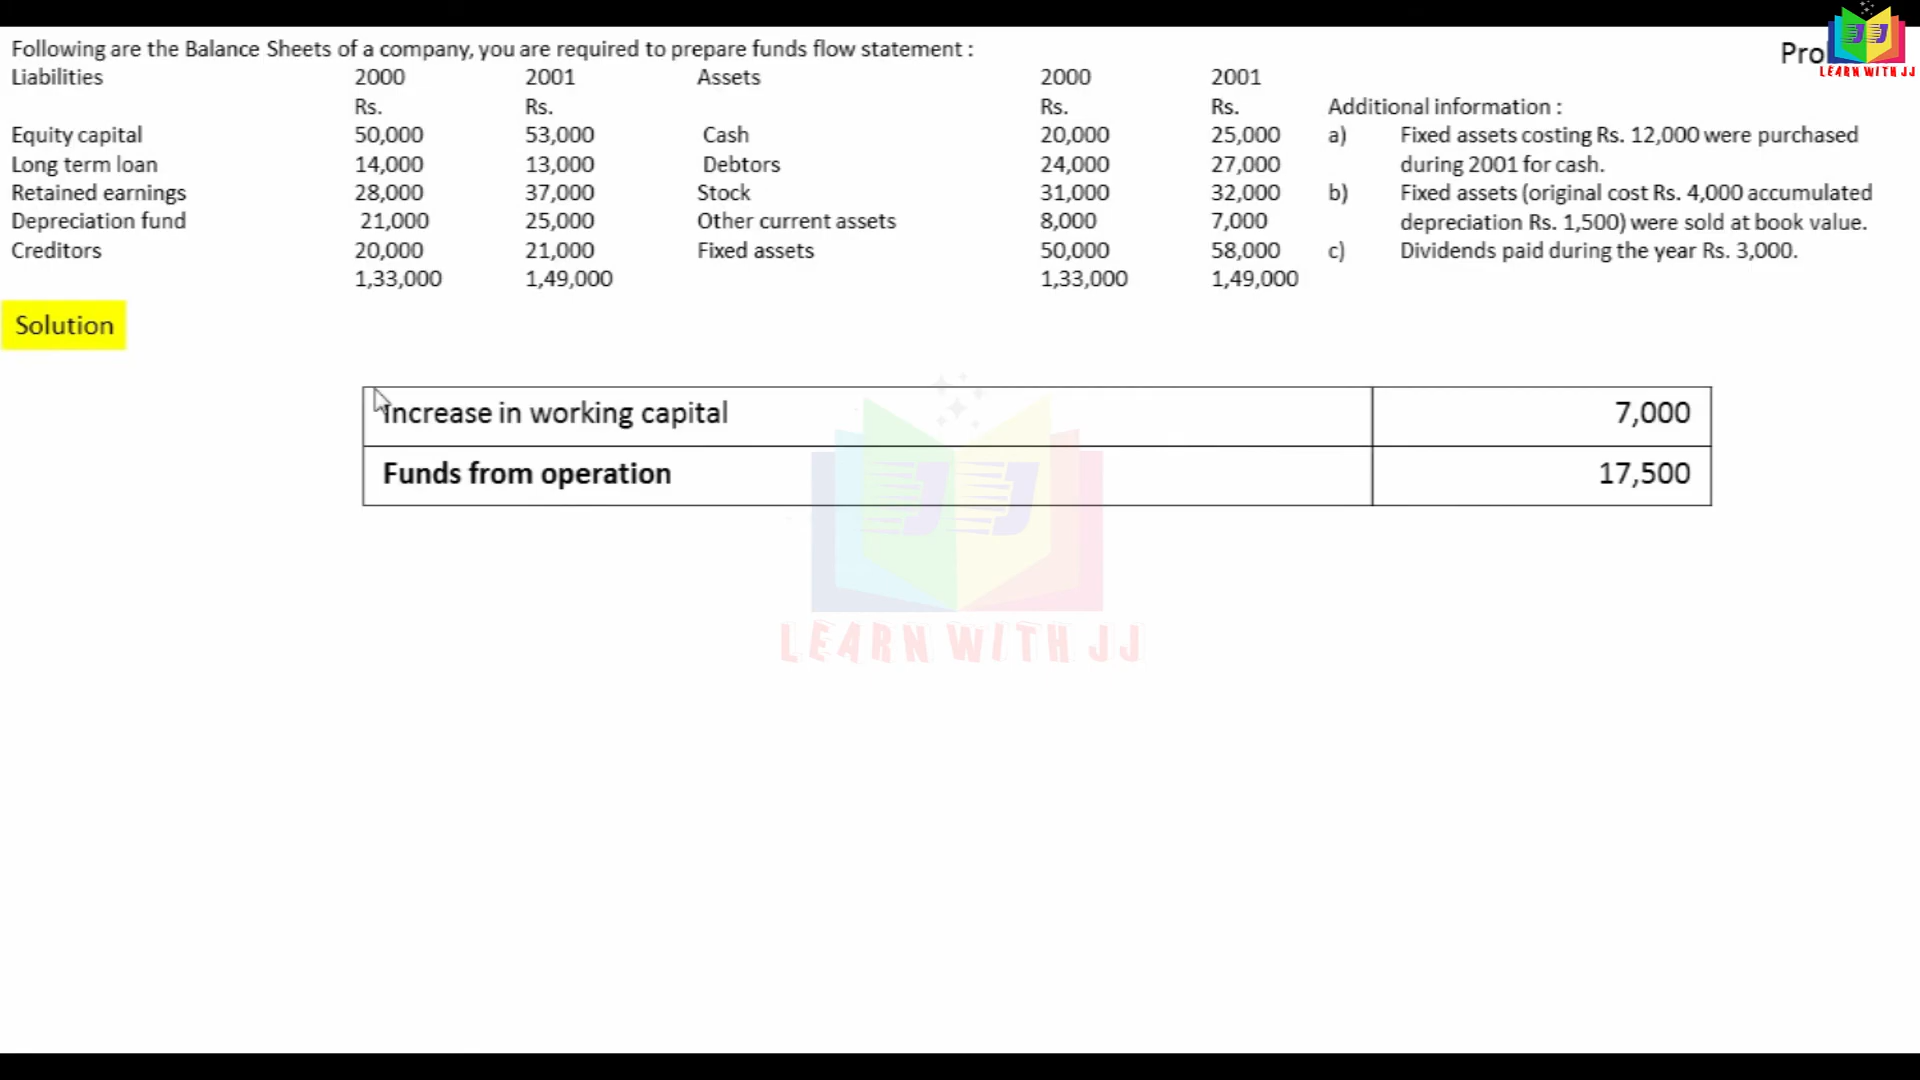 Following are the Balance Sheets of a company, you are required to prepare funds flow statement :
Pro
LEARN WITH JJ
Liabilities 2000 2001 Assets 2000 2001
Rs. Rs. Rs. Rs. Additional information :
Equity capital 50,000 53,000 Cash 20,000 25,000 a) Fixed assets costing Rs. 12,000 were purchased
Long term loan 14,000 13,000 Debtors 24,000 27,000 during 2001 for cash.
Retained earnings 28,000 37,000 Stock 31,000 32,000 b) Fixed assets (original cost Rs. 4,000 accumulated
Depreciation fund 21,000 25,000 Other current assets 8,000 7,000 depreciation Rs. 1,500) were sold at book value.
Creditors 20,000 21,000 Fixed assets 50,000 58,000 c) Dividends paid during the year Rs. 3,000.
1,33,000 1,49,000 1,33,000 1,49,000
Solution
Increase in working capital 7,000
Funds from operation 17,500
JJ
LEARN WITH JJ